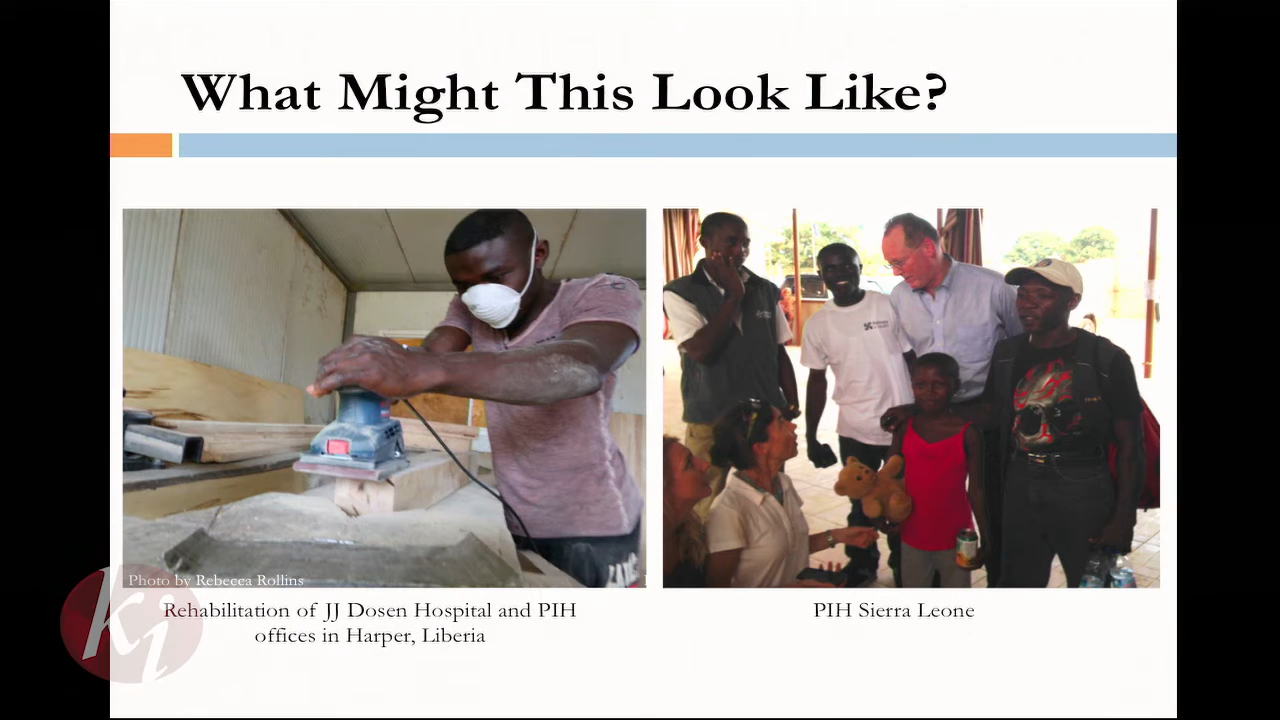 What Might This Look Like?
Photo by Rebecca Rollins
Rehabilitation of JJ Dosen Hospital and PIH
offices in Harper, Liberia
PIH Sierra Leone
ki